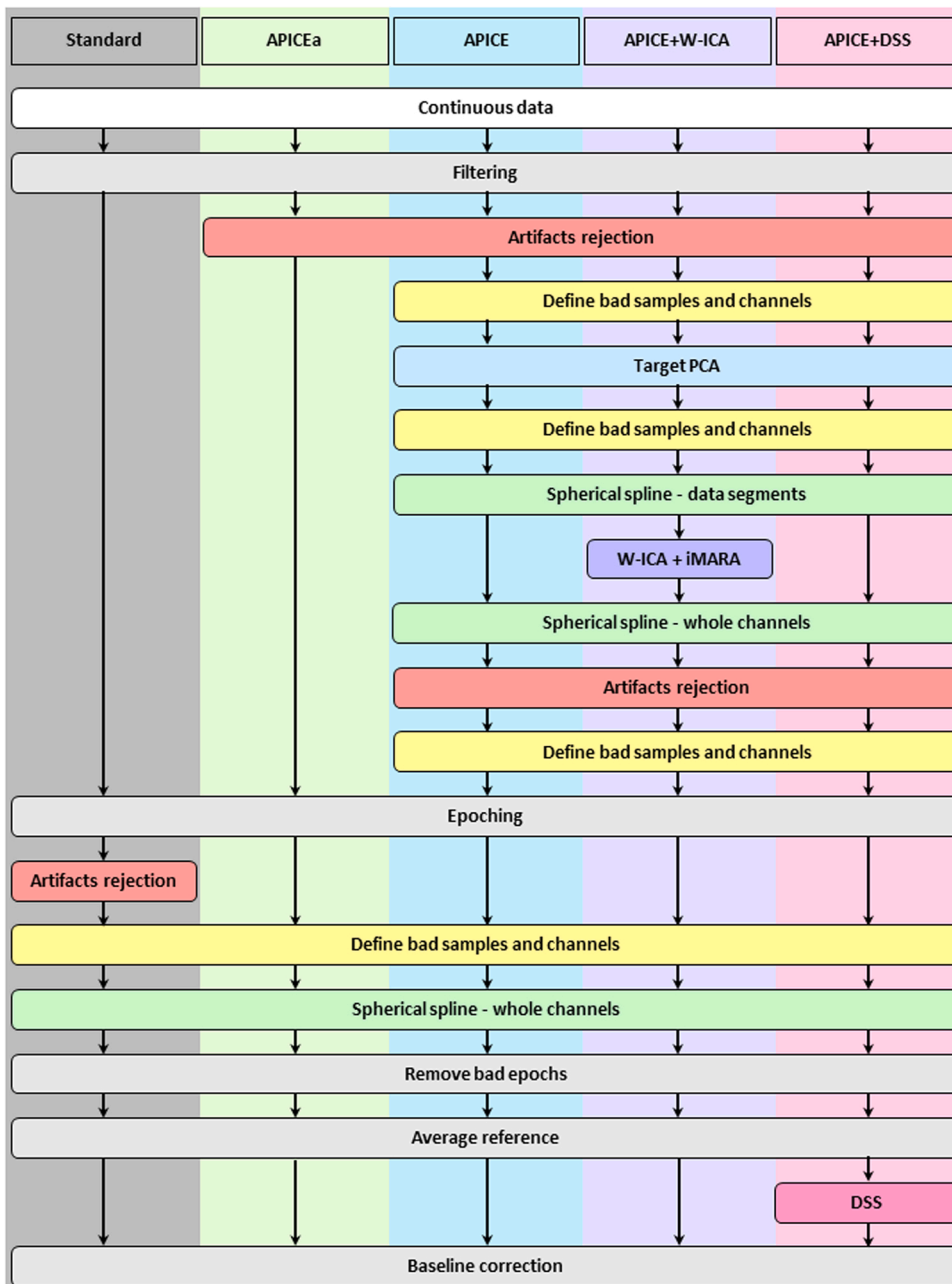 Standard
APICEa
APICE
APICE+W-ICA
APICE+DSS
Continuous data
Filtering
Artifacts rejection
Define bad samples and channels
Target PCA
Define bad samples and channels
Spherical spline - data segments
W-ICA + iMARA
Spherical spline - whole channels
Artifacts rejection
Define bad samples and channels
Epoching
Artifacts rejection
Define bad samples and channels
Spherical spline - whole channels
Remove bad epochs
Average reference
DSS
Baseline correction